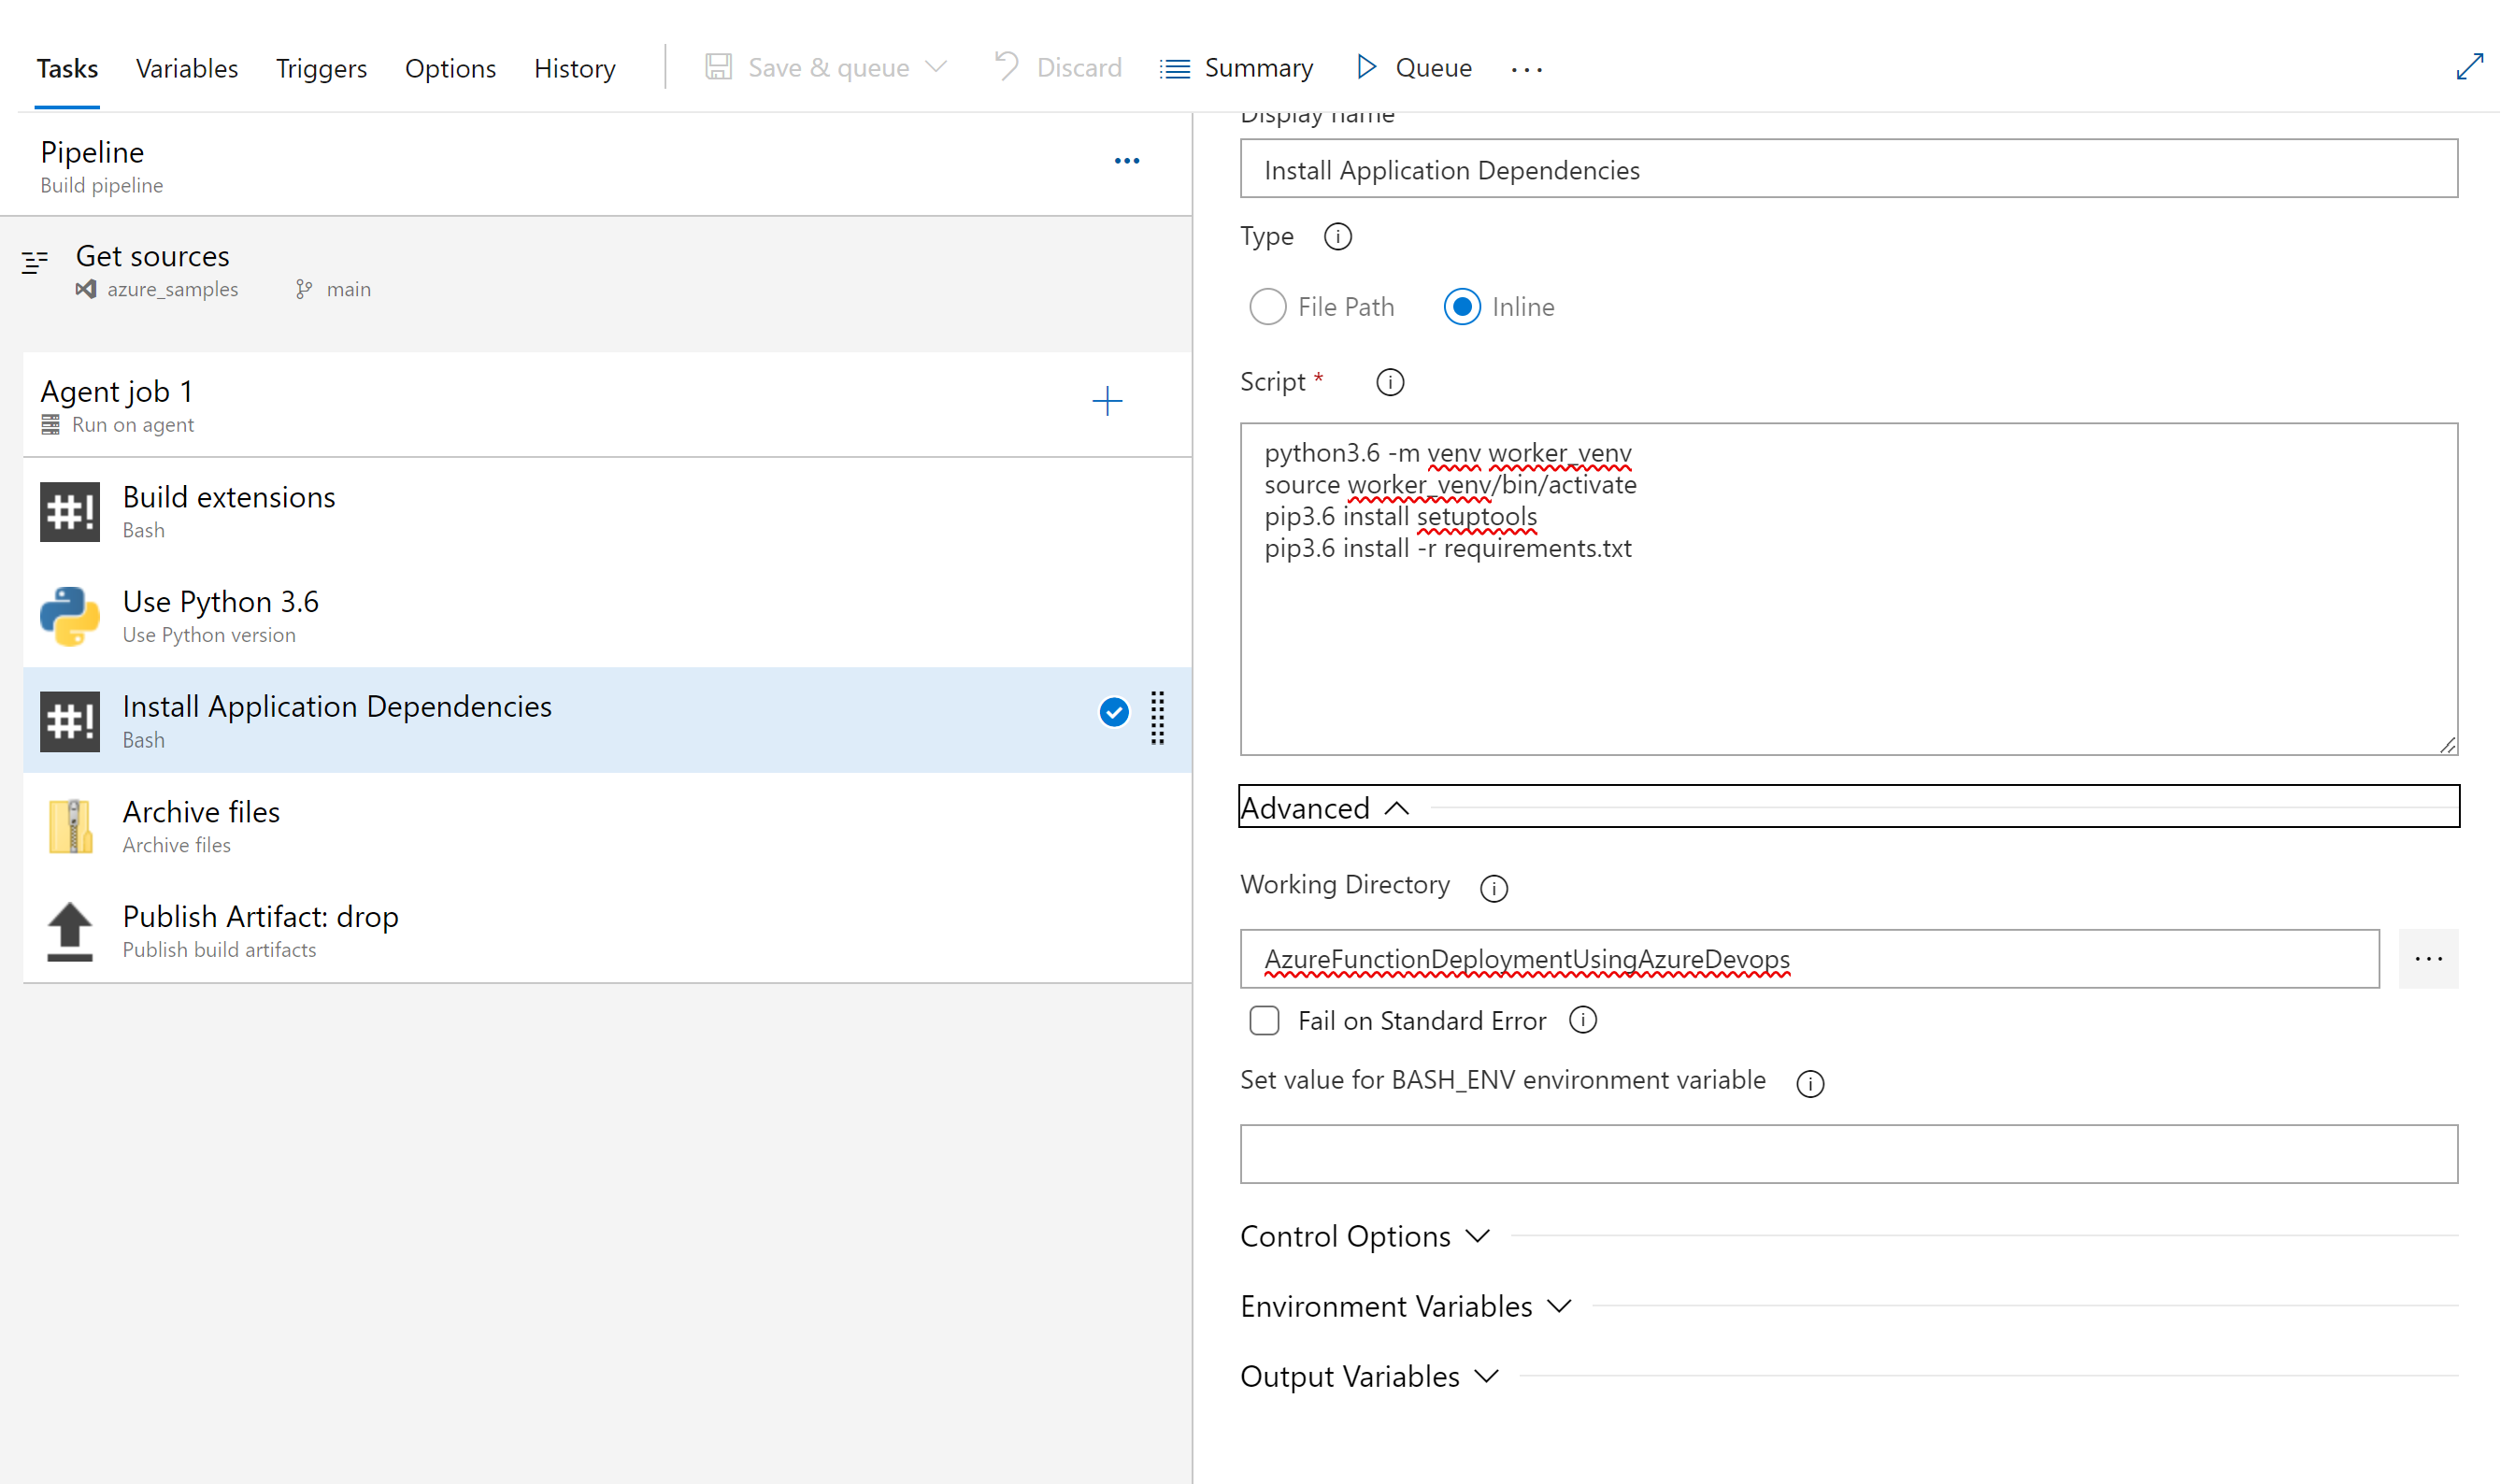 Tasks Variables Triggers Options History Save & queue Discard Summary Queue ...
Pipeline
Build pipeline
Get sources
azure_samples main
Agent job 1
Run on agent
#! Build extensions
Bash
Use Python 3.6
Use Python version
#! Install Application Dependencies
Bash
Archive files
Archive files
Publish Artifact: drop
Publish build artifacts
Display name
Install Application Dependencies
Type
File Path Inline
Script *
python3.6 -m venv worker_venv
source worker_venv/bin/activate
pip3.6 install setuptools
pip3.6 install -r requirements.txt
Advanced
Working Directory
AzureFunctionDeploymentUsingAzureDevops
...
Fail on Standard Error
Set value for BASH_ENV environment variable
Control Options
Environment Variables
Output Variables